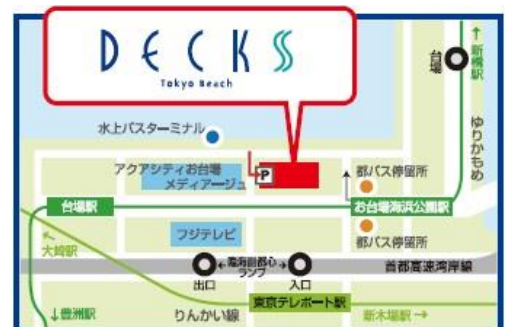 DECKS
Tokyo Beach
台場
↑新橋駅
ゆりかもめ
水上バスターミナル
アクアシティお台場
メディアージュ
P
都バス停留所
台場駅
お台場海浜公園駅
フジテレビ
都バス停留所
大崎駅
←臨海副都心→
ランプ
出口
入口
首都高速湾岸線
東京テレポート駅
↓豊洲駅
りんかい線
新木場駅→